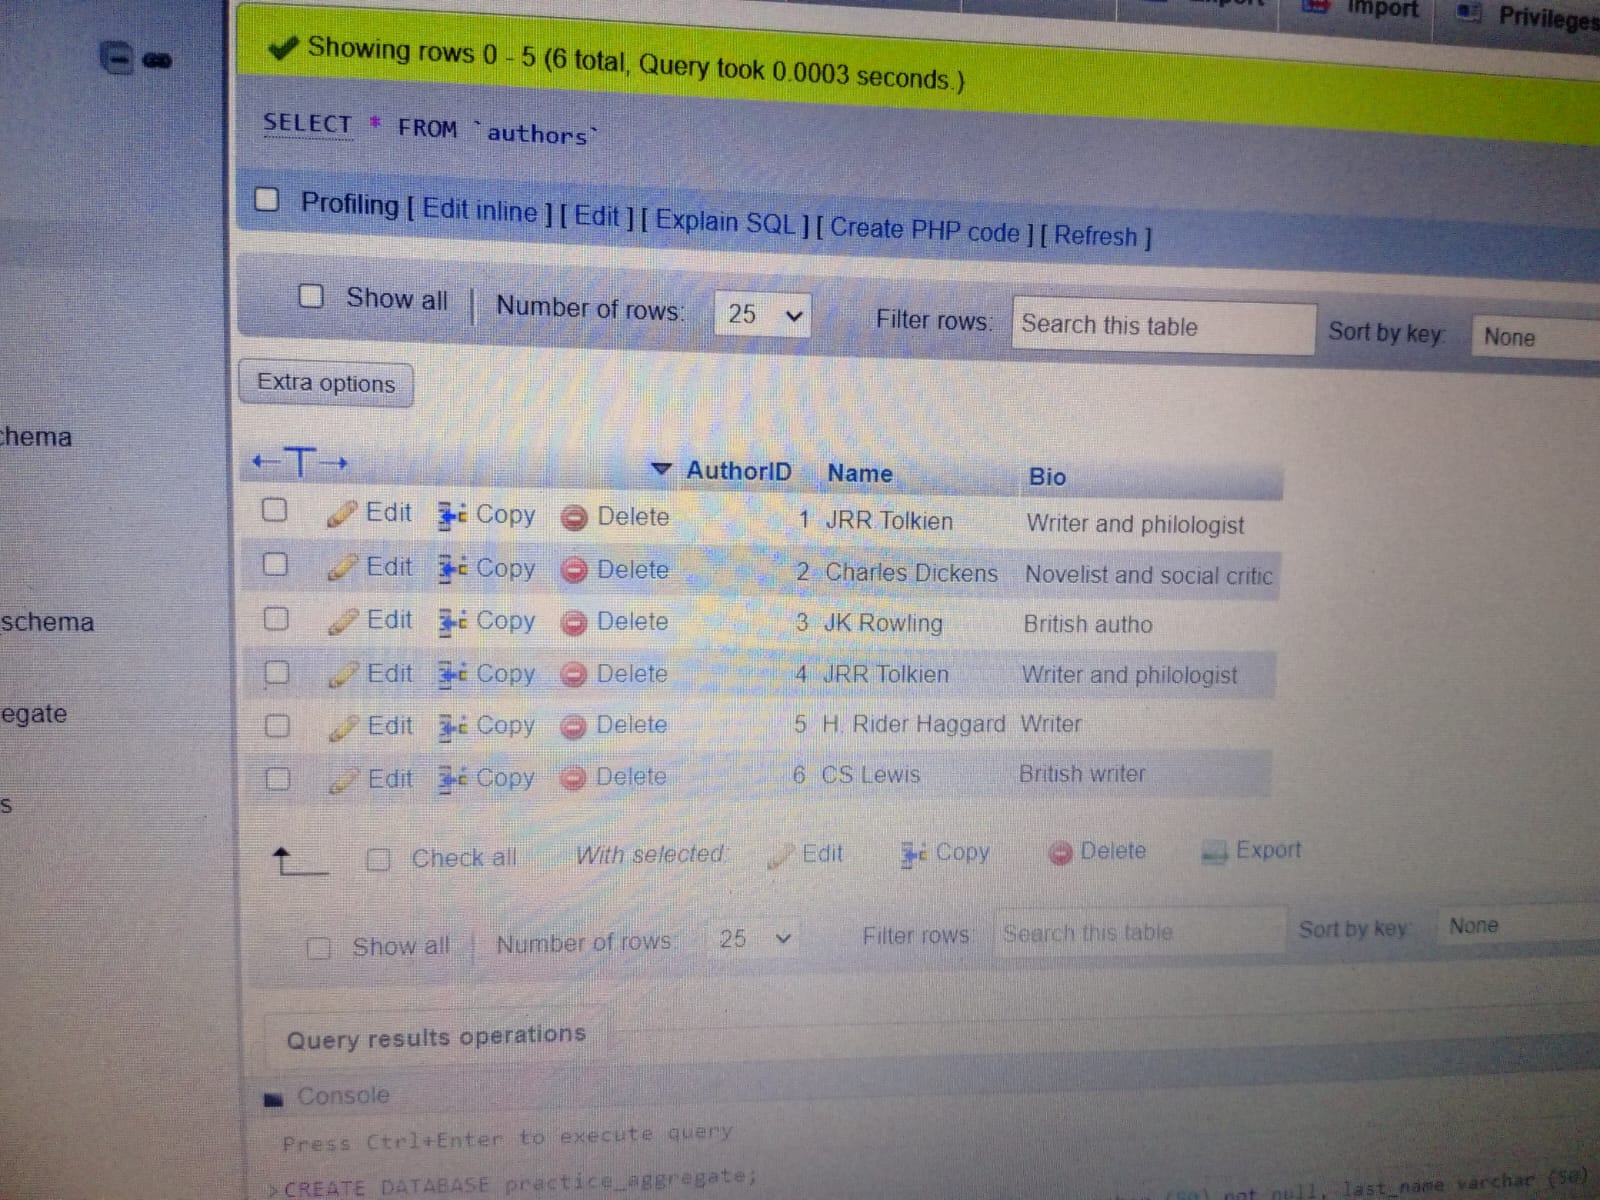 Import Privileges
Showing rows 0 - 5 (6 total, Query took 0.0003 seconds.)
SELECT * FROM `authors`
Profiling [ Edit inline ] [ Edit ] [ Explain SQL ] [ Create PHP code ] [ Refresh ]
Show all | Number of rows: 25 Filter rows: Search this table Sort by key: None
Extra options
chema
schema
egate
s
←T→ AuthorID Name Bio
Edit Copy Delete 1 JRR Tolkien Writer and philologist
Edit Copy Delete 2 Charles Dickens Novelist and social critic
Edit Copy Delete 3 JK Rowling British autho
Edit Copy Delete 4 JRR Tolkien Writer and philologist
Edit Copy Delete 5 H. Rider Haggard Writer
Edit Copy Delete 6 CS Lewis British writer
Check all With selected: Edit Copy Delete Export
Show all | Number of rows: 25 Filter rows: Search this table Sort by key: None
Query results operations
Console
Press Ctrl+Enter to execute query
>CREATE DATABASE practice_aggregate;
(50) not null, last_name varchar (50)